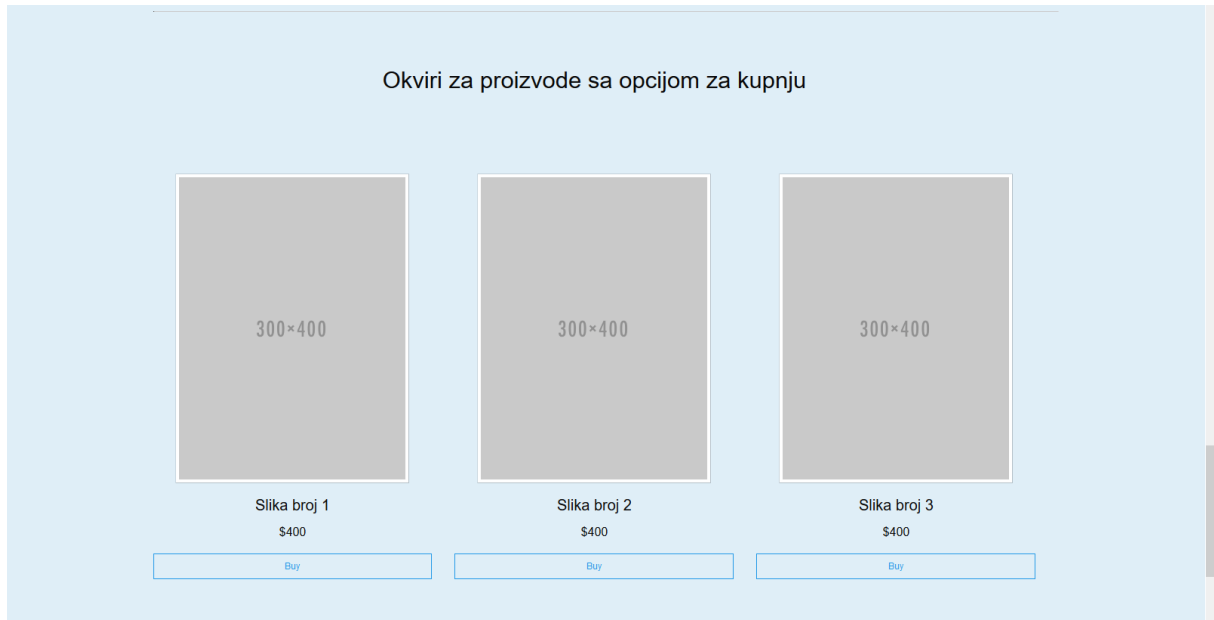 Okviri za proizvode sa opcijom za kupnju
300×400 300×400 300×400
Slika broj 1 Slika broj 2 Slika broj 3
$400 $400 $400
Buy Buy Buy